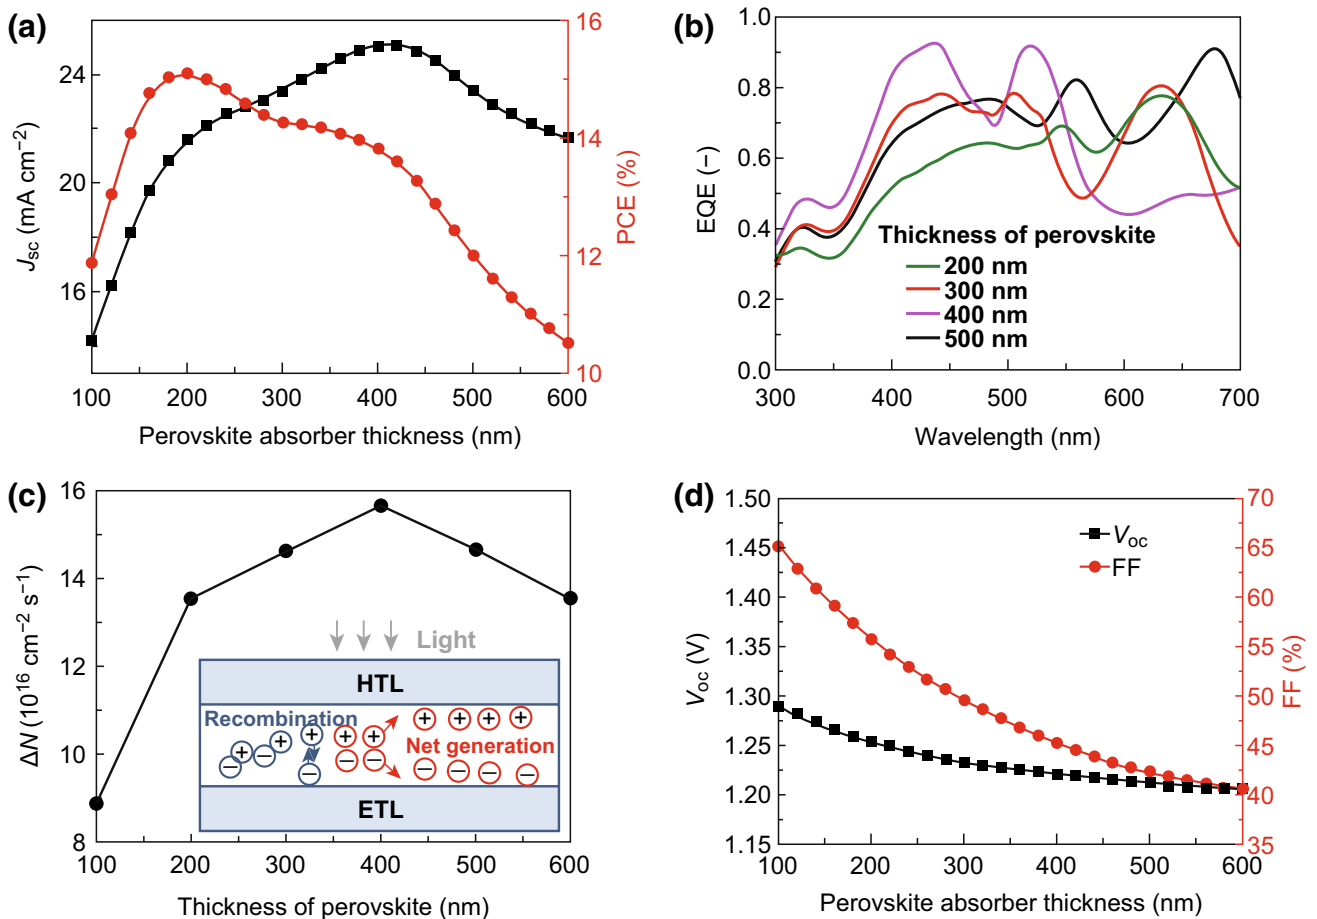 (a)
16
14
12
10
24
20
16
J_sc (mA cm⁻²)
PCE (%)
100 200 300 400 500 600
Perovskite absorber thickness (nm)
(b)
1.0
0.8
0.6
0.4
0.2
0.0
EQE (–)
Thickness of perovskite
200 nm
300 nm
400 nm
500 nm
300 400 500 600 700
Wavelength (nm)
(c)
16
14
12
10
8
ΔN (10¹⁶ cm⁻² s⁻¹)
Light
HTL
Recombination
+ + + + + + + + +
Net generation
− − − − − − − − −
ETL
100 200 300 400 500 600
Thickness of perovskite (nm)
(d)
1.50
1.45
1.40
1.35
1.30
1.25
1.20
1.15
V_oc (V)
V_oc
FF
70
65
60
55
50
45
40
35
FF (%)
100 200 300 400 500 600
Perovskite absorber thickness (nm)